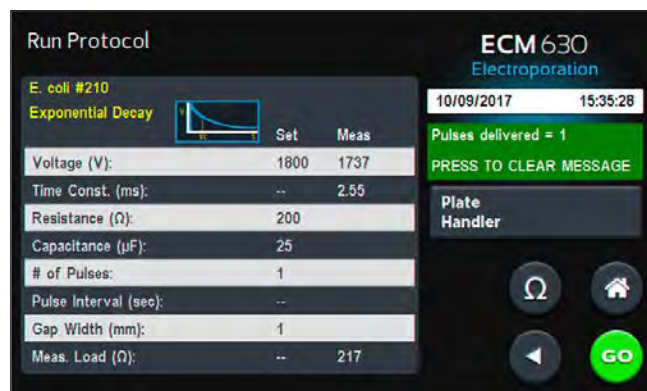 Run Protocol
ECM 630
Electroporation
E. coli #210
Exponential Decay
Set Meas
10/09/2017 15:35:28
Pulses delivered = 1
PRESS TO CLEAR MESSAGE
Voltage (V): 1800 1737
Time Const. (ms): -- 2.55
Resistance (Ω): 200
Capacitance (µF): 25
# of Pulses: 1
Pulse Interval (sec): --
Gap Width (mm): 1
Meas. Load (Ω): -- 217
Plate
Handler
Ω
GO